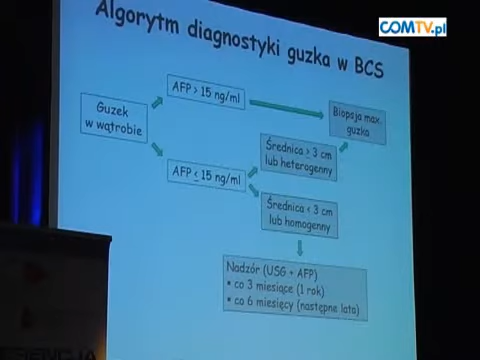 COMTV.pl
Algorytm diagnostyki guzka w BCS
AFP > 15 ng/ml
Guzek
w wątrobie
Biopsja max.
guzka
Średnica ≥ 3 cm
lub heterogenny
AFP ≤ 15 ng/ml
Średnica < 3 cm
lub homogenny
Nadzór (USG + AFP)
▪ co 3 miesiące (1 rok)
▪ co 6 miesięcy (następne lata)